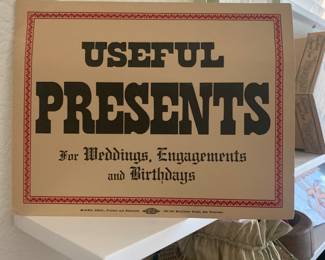 USEFUL
PRESENTS
For Weddings, Engagements
and Birthdays